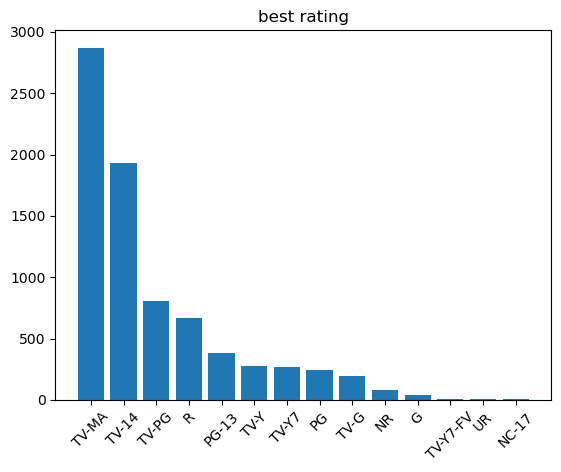 best rating
3000
2500
2000
1500
1000
500
0
TV-MA
TV-14
TV-PG
R
PG-13
TV-Y
TV-Y7
PG
TV-G
NR
G
TV-Y7-FV
UR
NC-17